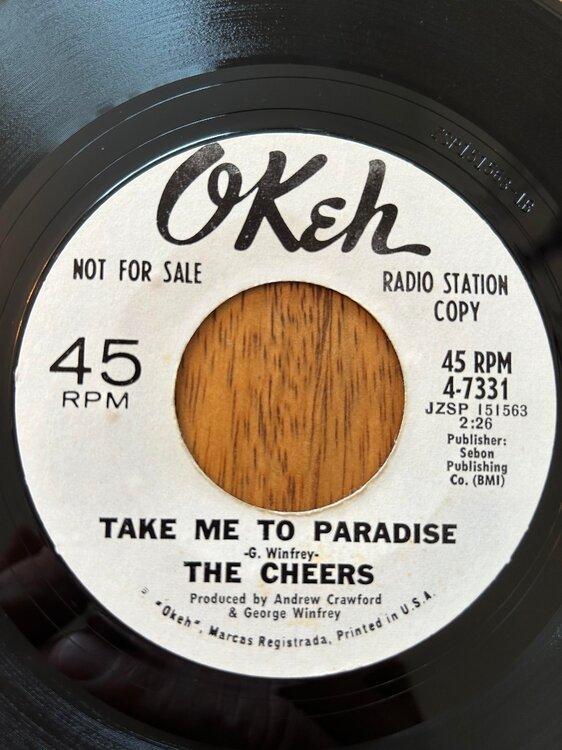 OKeh
NOT FOR SALE
RADIO STATION
COPY
45
RPM
45 RPM
4-7331
JZSP 151563
2:26
Publisher:
Sebon
Publishing
Co. (BMI)
TAKE ME TO PARADISE
-G. Winfrey-
THE CHEERS
Produced by Andrew Crawford
& George Winfrey
"Okeh", Marcas Registrada, Printed in U.S.A.